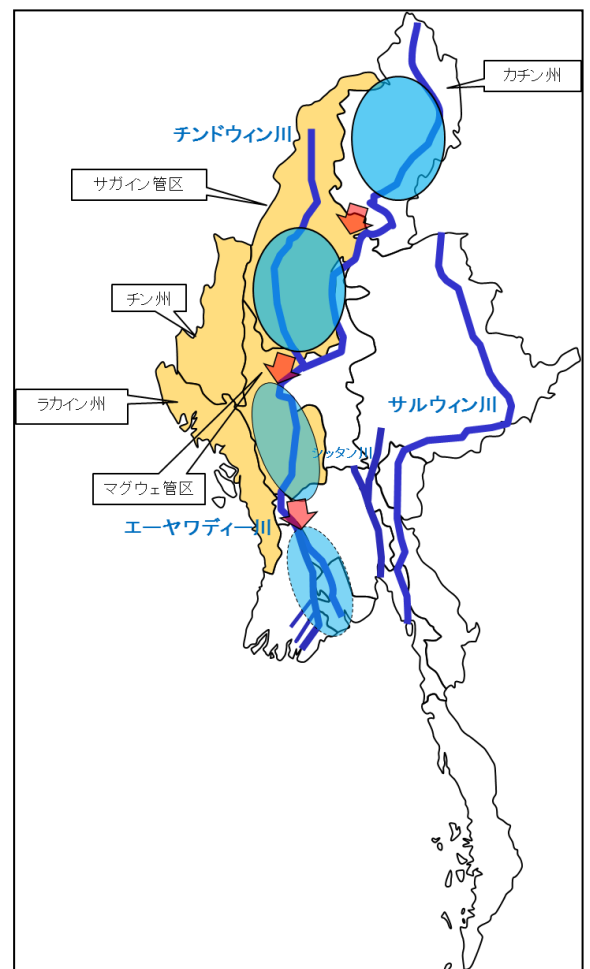 カチン州
チンドウィン川
サガイン管区
チン州
ラカイン州
サルウィン川
シッタン川
マグウェ管区
エーヤワディー川